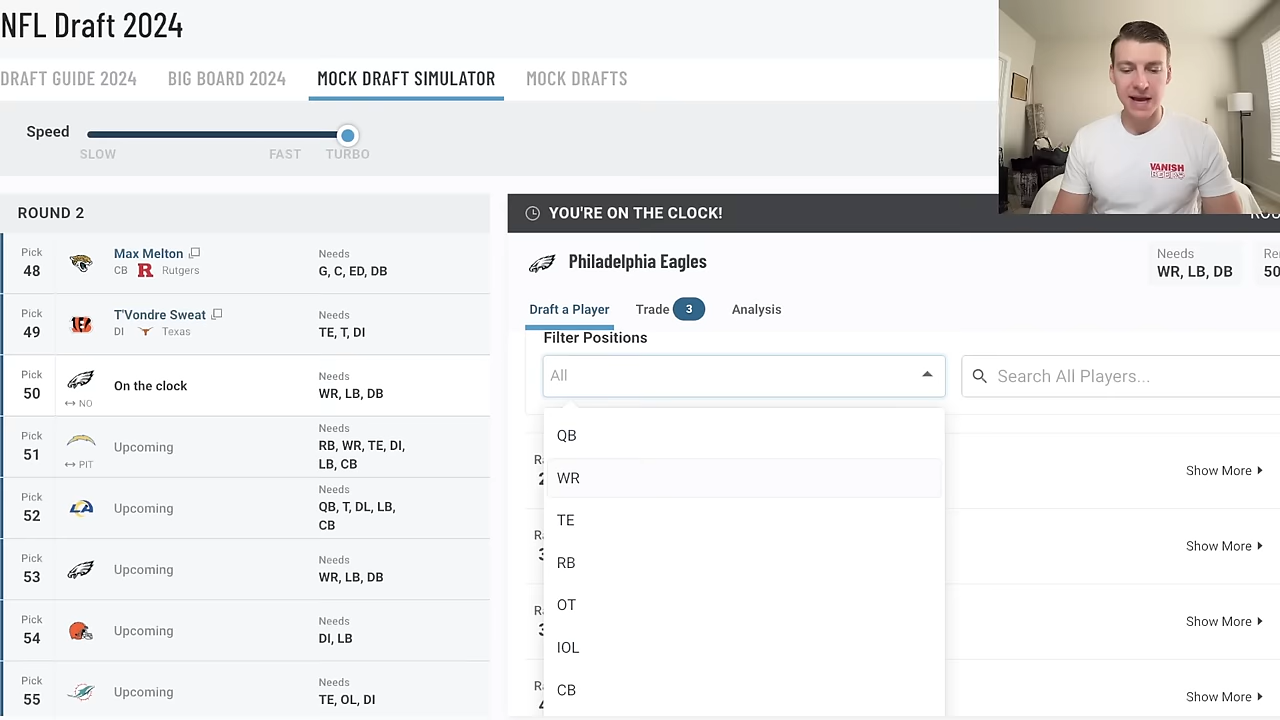 NFL Draft 2024
DRAFT GUIDE 2024
BIG BOARD 2024
MOCK DRAFT SIMULATOR
MOCK DRAFTS
Speed
SLOW
FAST
TURBO
ROUND 2
Pick
48
Max Melton
CB R Rutgers
Needs
G, C, ED, DB
Pick
49
T'Vondre Sweat
DI Texas
Needs
TE, T, DI
Pick
50
↔ NO
On the clock
Needs
WR, LB, DB
Pick
51
↔ PIT
Upcoming
Needs
RB, WR, TE, DI,
LB, CB
Pick
52
Upcoming
Needs
QB, T, DL, LB,
CB
Pick
53
Upcoming
Needs
WR, LB, DB
Pick
54
Upcoming
Needs
DI, LB
Pick
55
Upcoming
Needs
TE, OL, DI
YOU'RE ON THE CLOCK!
Philadelphia Eagles
Needs
WR, LB, DB
Re
50
Draft a Player
Trade 3
Analysis
Filter Positions
All
Search All Players...
QB
WR
TE
RB
OT
IOL
CB
Show More
Show More
Show More
Show More
VANISH